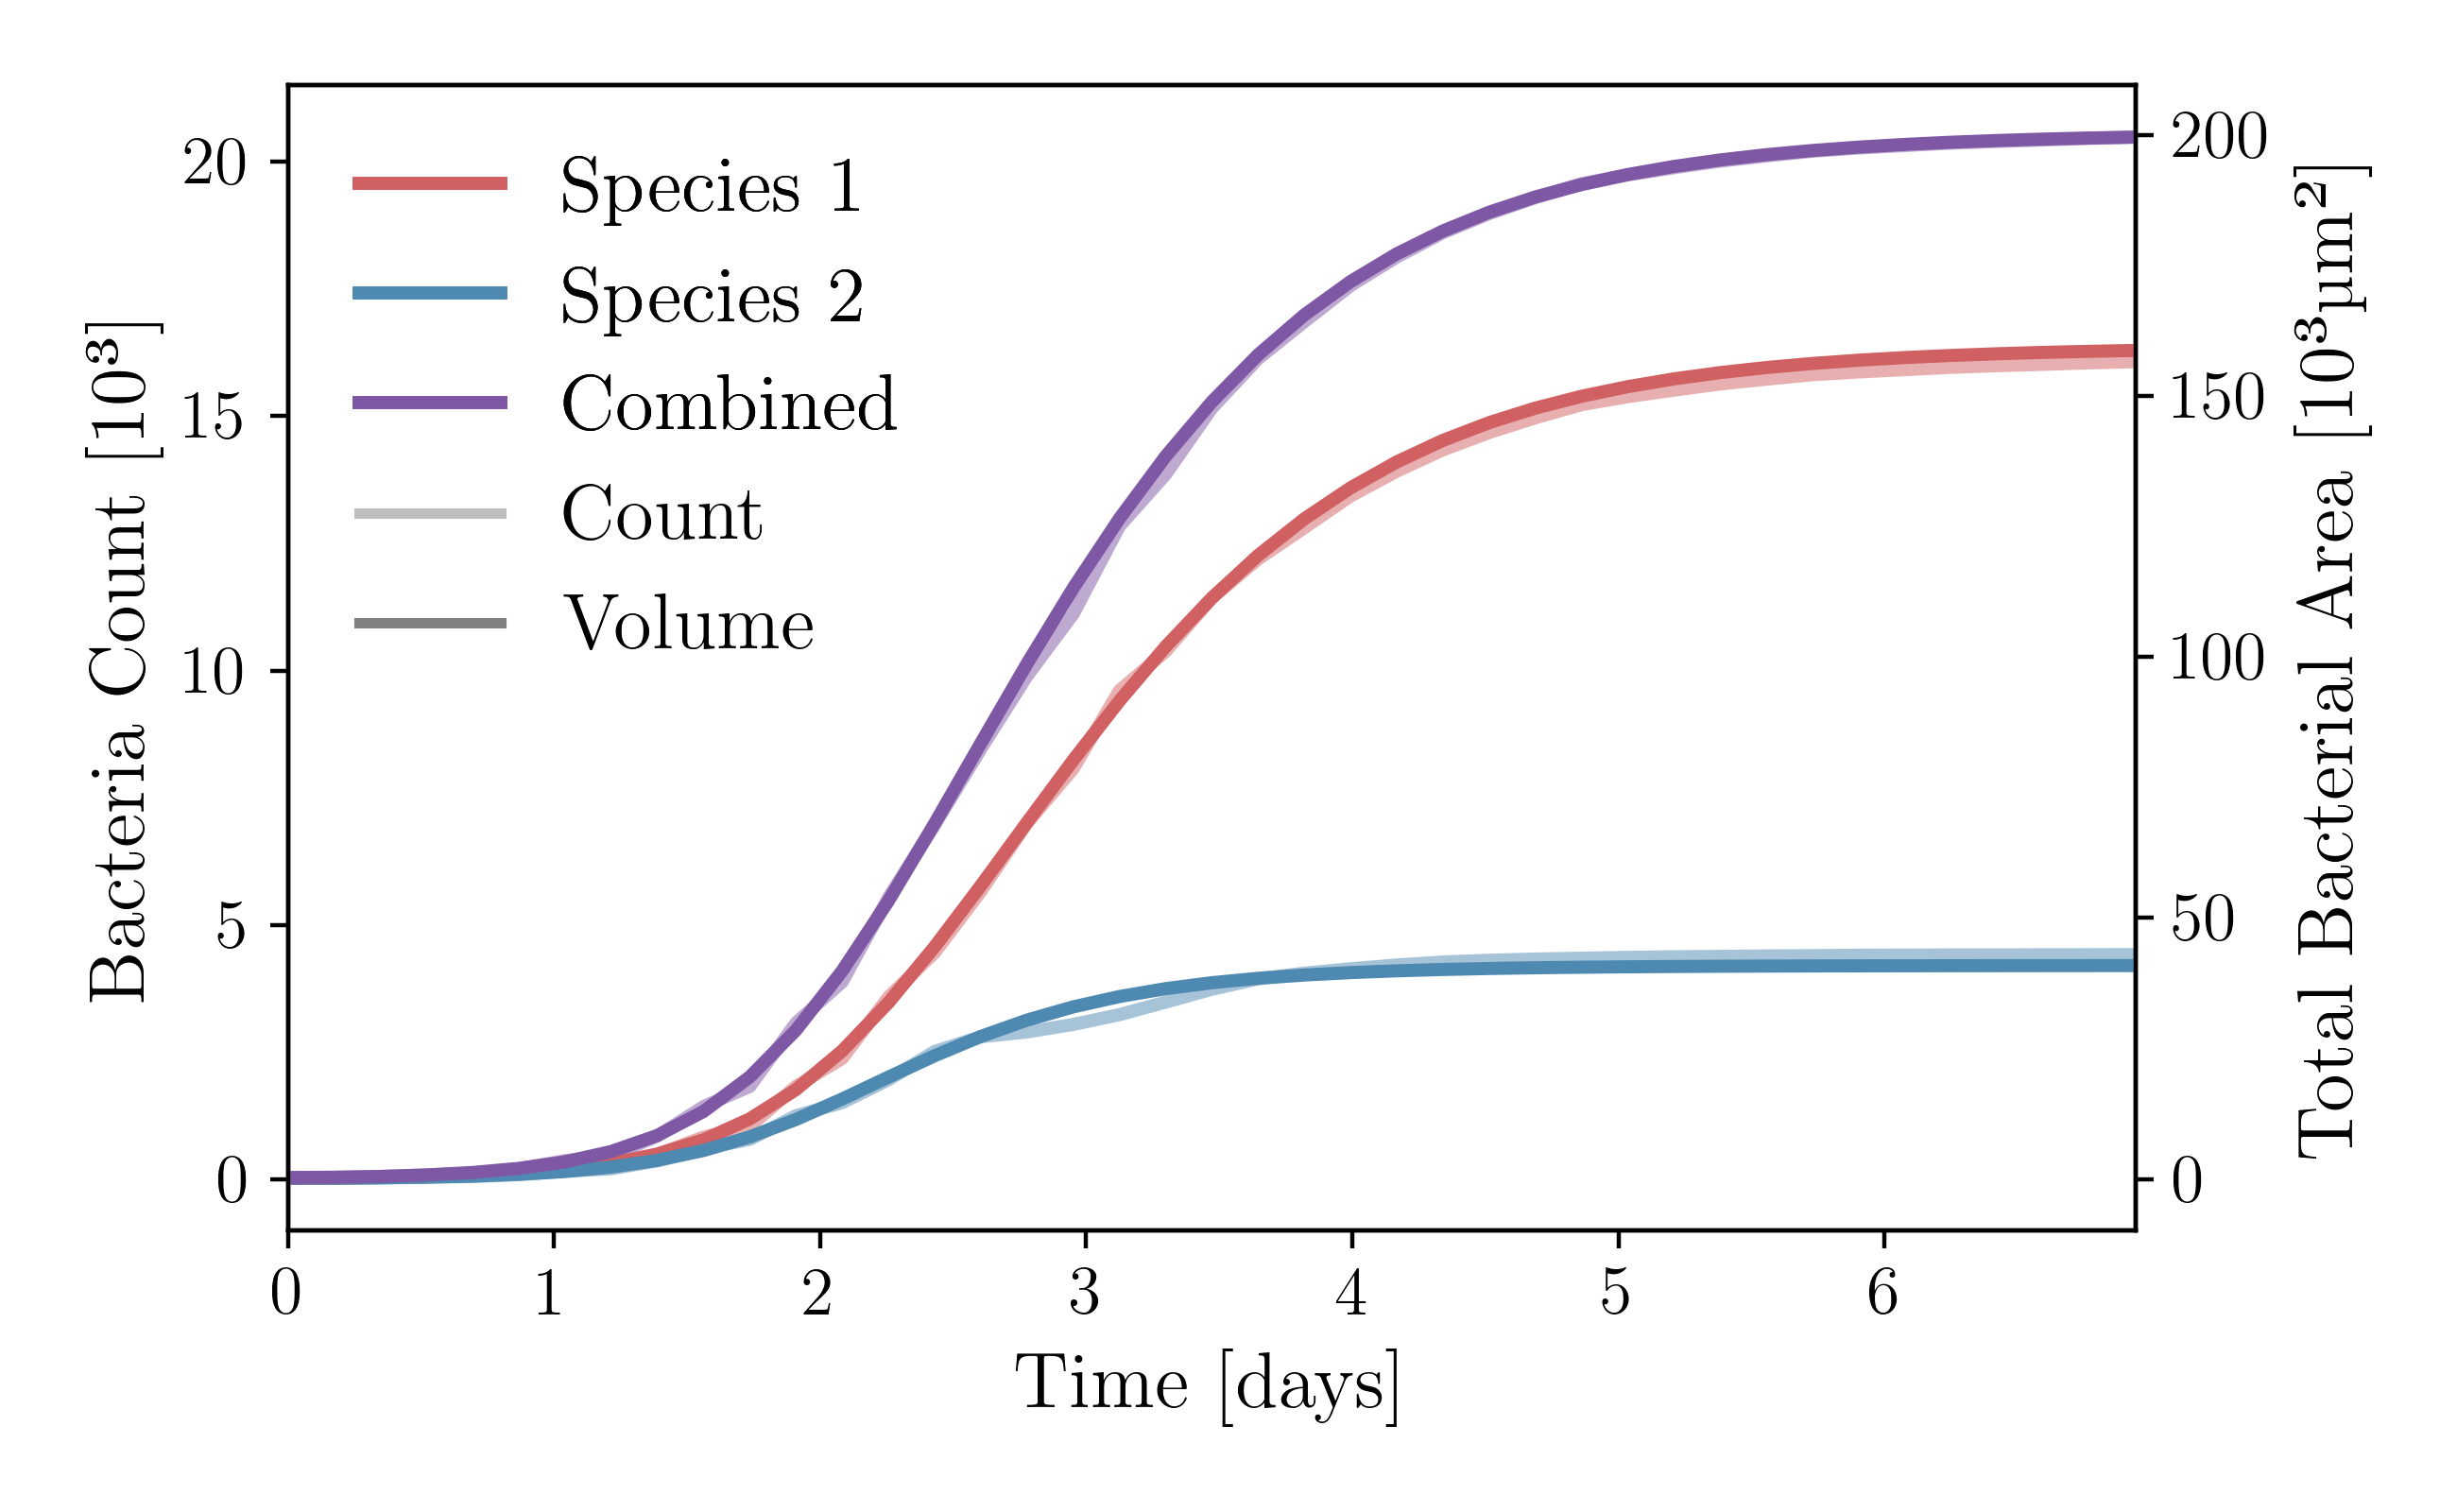 Bacteria Count [10³]
20
15
10
5
0
Species 1
Species 2
Combined
Count
Volume
200
150
100
50
0
Total Bacterial Area [10³µm²]
0 1 2 3 4 5 6
Time [days]